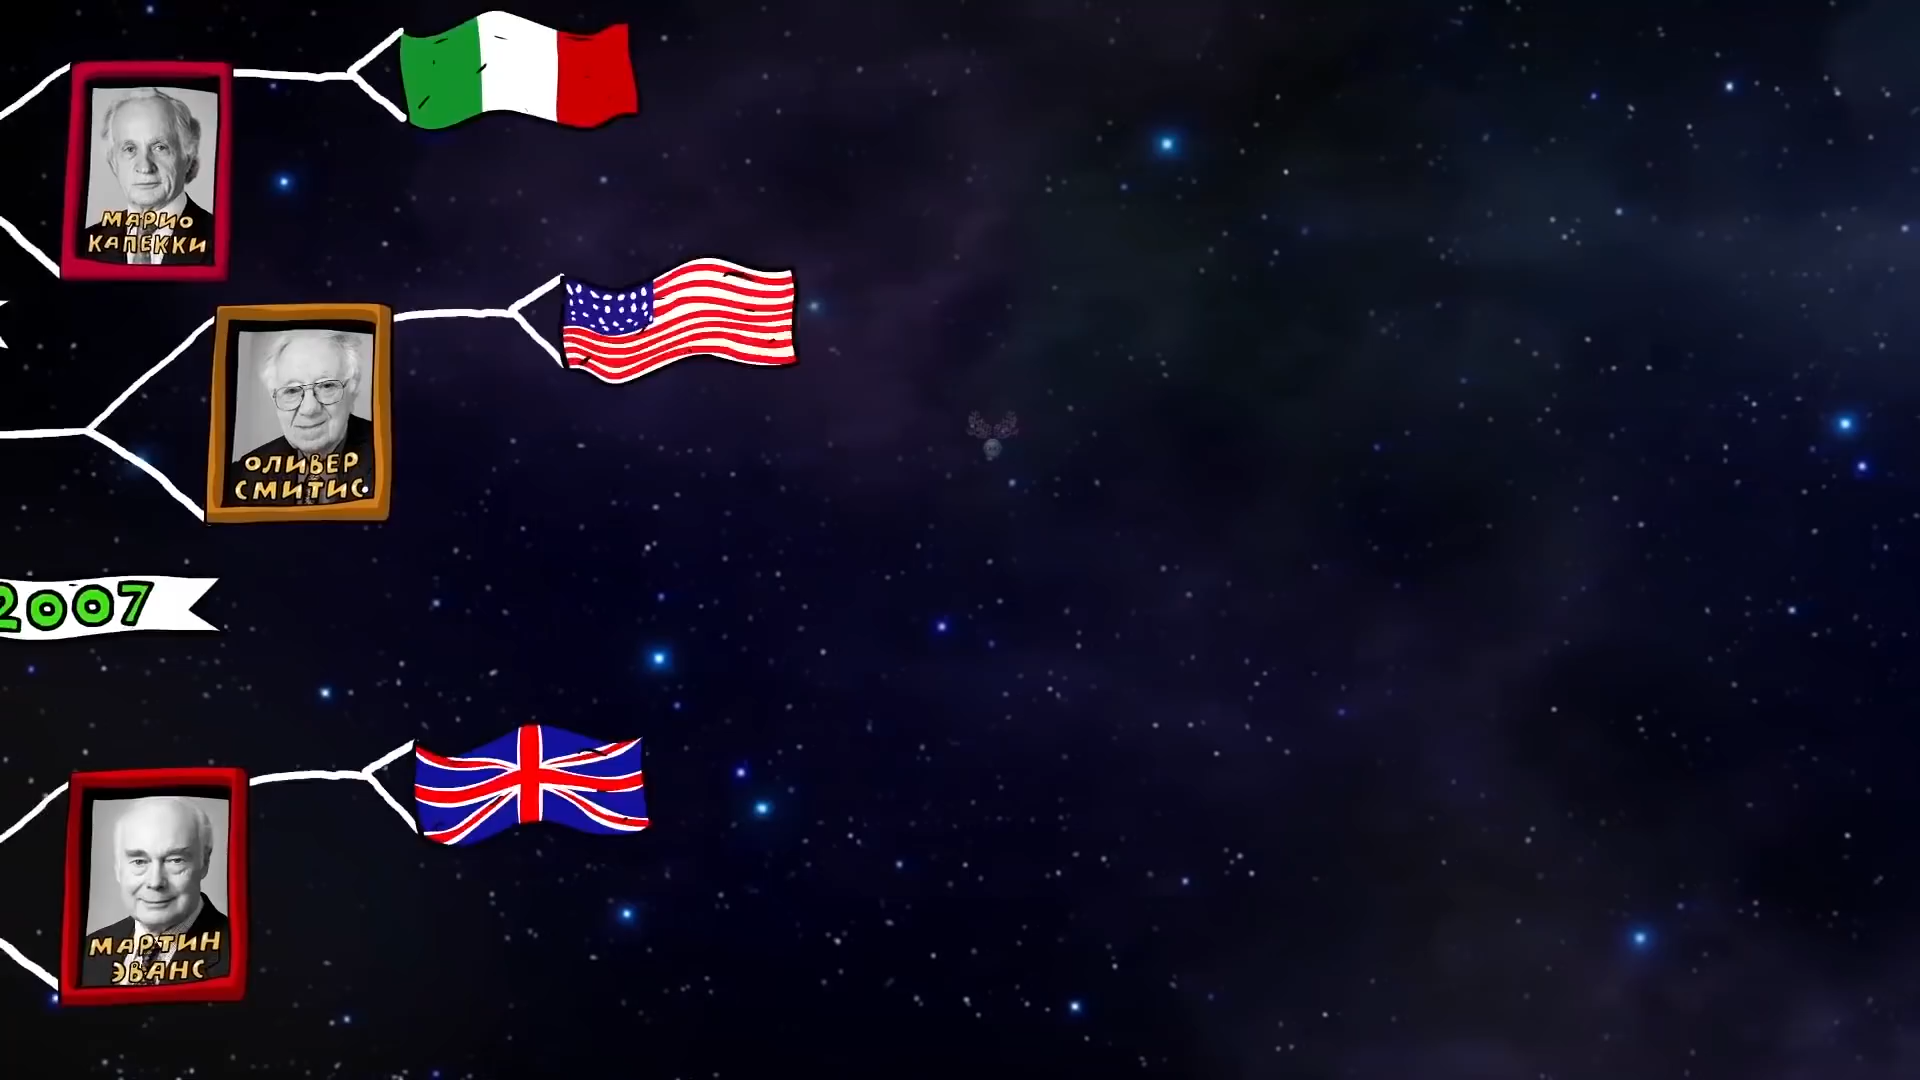 МАРИО
КАПЕККИ
ОЛИВЕР
СМИТИС
2007
МАРТИН
ЭВАНС